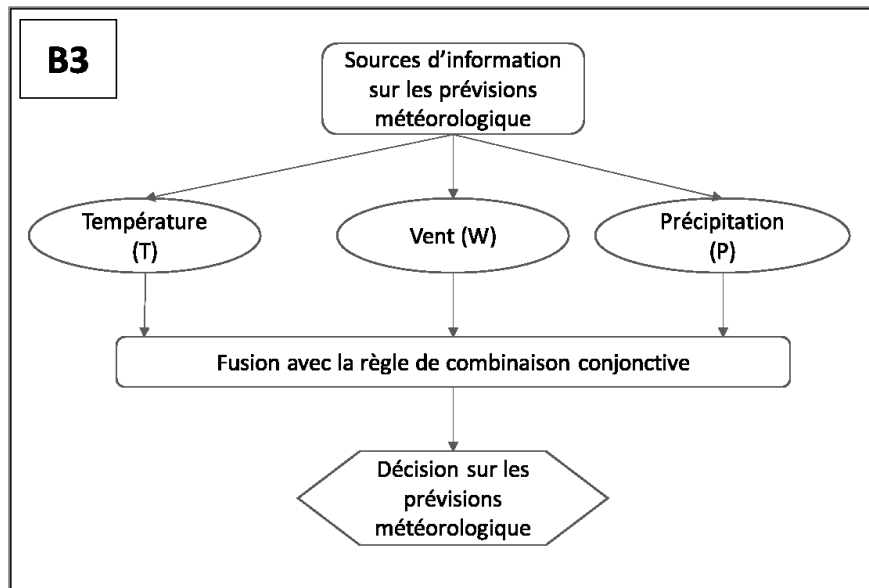 B3
Sources d’information
sur les prévisions
météorologique
Température
(T)
Vent (W)
Précipitation
(P)
Fusion avec la règle de combinaison conjonctive
Décision sur les
prévisions
météorologique